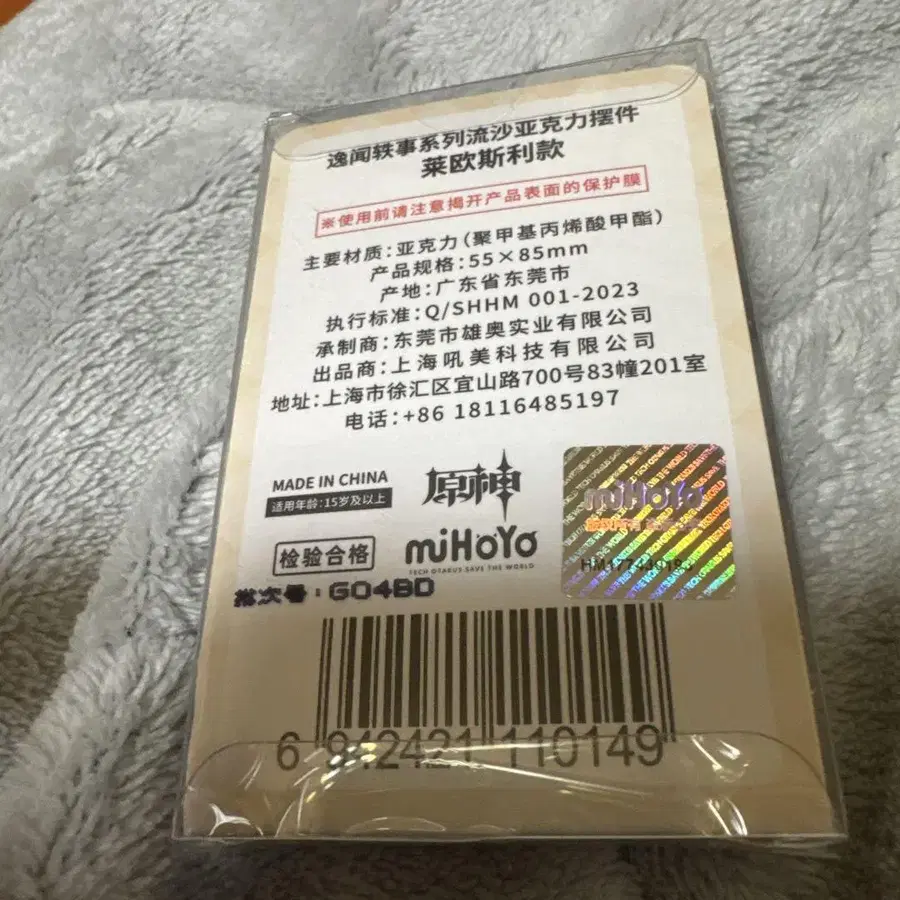 逸闻轶事系列流沙亚克力摆件
莱欧斯利款
※使用前请注意揭开产品表面的保护膜
主要材质:亚克力(聚甲基丙烯酸甲酯)
产品规格:55×85mm
产地:广东省东莞市
执行标准:Q/SHHM 001-2023
承制商:东莞市雄奥实业有限公司
出品商:上海吼美科技有限公司
地址:上海市徐汇区宜山路700号83幢201室
电话:+86 18116485197
MADE IN CHINA
适用年龄:15岁及以上
原神
检验合格
miHoYo
TECH OTAKUS SAVE THE WORLD
miHoYo
批次号:G04BD
6 942421 110149